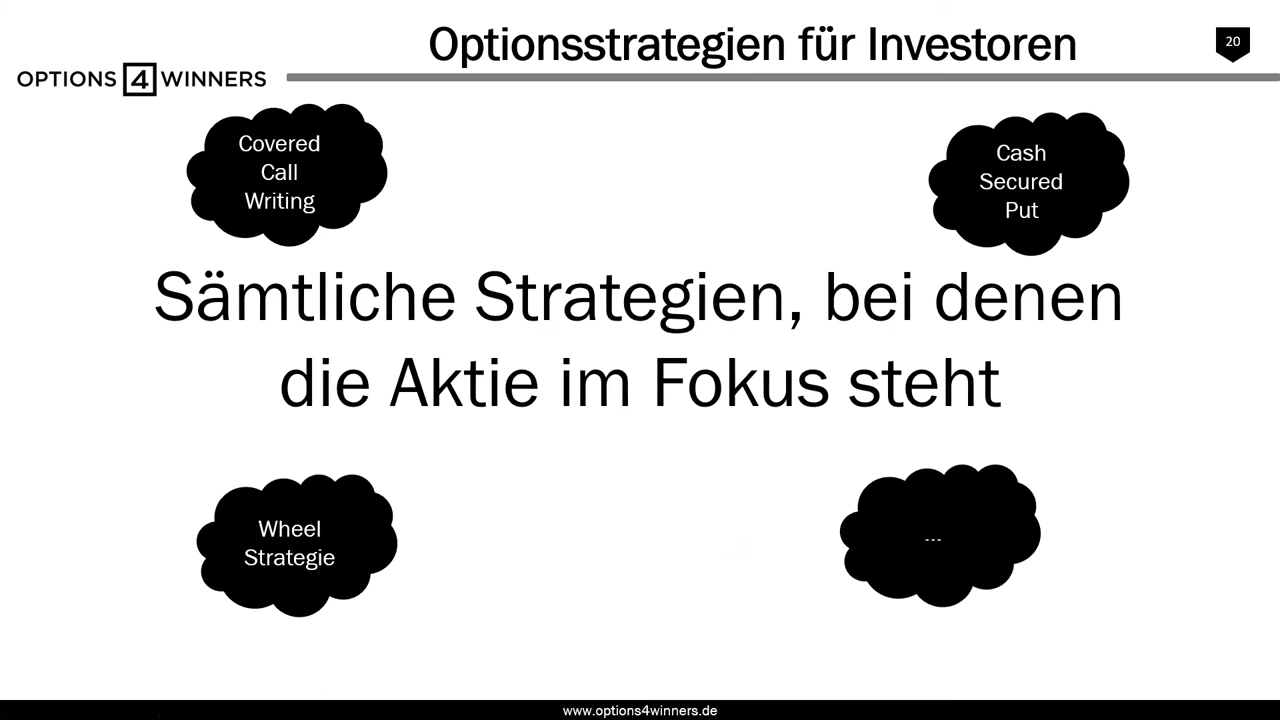 Optionsstrategien für Investoren
20
OPTIONS 4 WINNERS
Covered
Call
Writing
Cash
Secured
Put
Sämtliche Strategien, bei denen
die Aktie im Fokus steht
Wheel
Strategie
...
www.options4winners.de